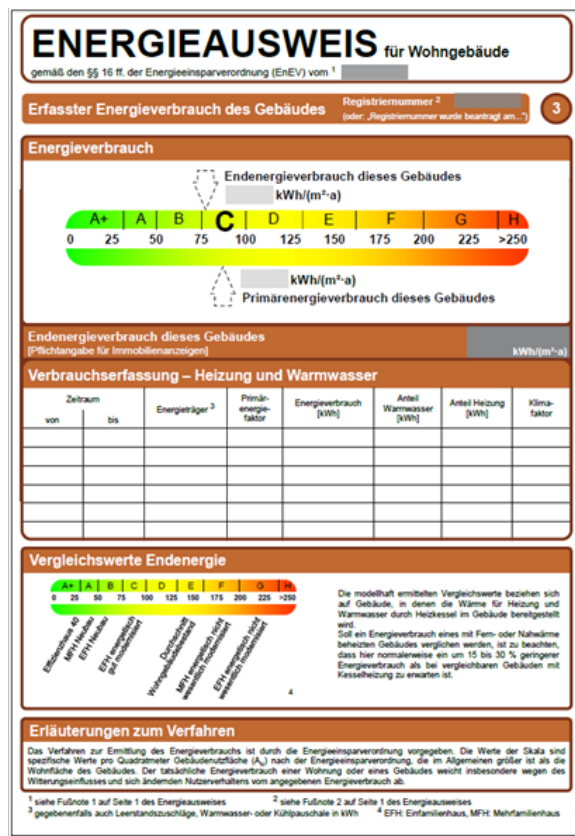 ENERGIEAUSWEIS für Wohngebäude
gemäß den §§ 16 ff. der Energieeinsparverordnung (EnEV) vom 1
Erfasster Energieverbrauch des Gebäudes
Registriernummer 2
(oder: „Registriernummer wurde beantragt am...")
3
Energieverbrauch
Endenergieverbrauch dieses Gebäudes
kWh/(m²·a)
A+ A B C D E F G H
0 25 50 75 100 125 150 175 200 225 >250
kWh/(m²·a)
Primärenergieverbrauch dieses Gebäudes
Endenergieverbrauch dieses Gebäudes
[Pflichtangabe für Immobilienanzeigen]
kWh/(m²·a)
Verbrauchserfassung – Heizung und Warmwasser
Zeitraum
von
bis
Energieträger 3
Primär-
energie-
faktor
Energieverbrauch
[kWh]
Anteil
Warmwasser
[kWh]
Anteil Heizung
[kWh]
Klima-
faktor
Vergleichswerte Endenergie
A+ A B C D E F G H
0 25 50 75 100 125 150 175 200 225 >250
Effizienzhaus 40
MFH Neubau
EFH Neubau
EFH energetisch
gut modernisiert
Durchschnitt
Wohngebäudebestand
MFH energetisch nicht
wesentlich modernisiert
EFH energetisch nicht
wesentlich modernisiert
4
Die modellhaft ermittelten Vergleichswerte beziehen sich
auf Gebäude, in denen die Wärme für Heizung und
Warmwasser durch Heizkessel im Gebäude bereitgestellt
wird.
Soll ein Energieverbrauch eines mit Fern- oder Nahwärme
beheizten Gebäudes verglichen werden, ist zu beachten,
dass hier normalerweise ein um 15 bis 30 % geringerer
Energieverbrauch als bei vergleichbaren Gebäuden mit
Kesselheizung zu erwarten ist.
Erläuterungen zum Verfahren
Das Verfahren zur Ermittlung des Energieverbrauchs ist durch die Energieeinsparverordnung vorgegeben. Die Werte der Skala sind
spezifische Werte pro Quadratmeter Gebäudenutzfläche (AN) nach der Energieeinsparverordnung, die im Allgemeinen größer ist als die
Wohnfläche des Gebäudes. Der tatsächliche Energieverbrauch einer Wohnung oder eines Gebäudes weicht insbesondere wegen des
Witterungseinflusses und sich ändernden Nutzerverhaltens vom angegebenen Energieverbrauch ab.
1 siehe Fußnote 1 auf Seite 1 des Energieausweises 2 siehe Fußnote 2 auf Seite 1 des Energieausweises
3 gegebenenfalls auch Leerstandszuschläge, Warmwasser- oder Kühlpauschale in kWh 4 EFH: Einfamilienhaus, MFH: Mehrfamilienhaus